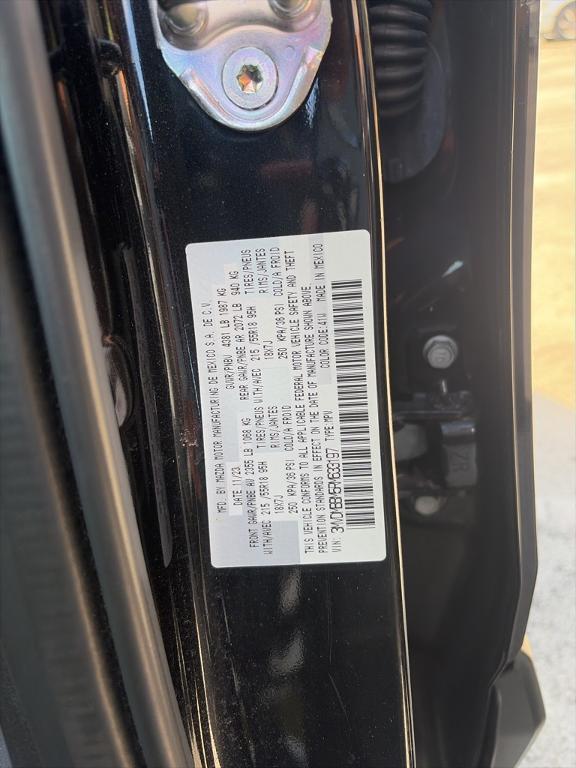 MFD. BY MAZDA MOTOR MANUFACTURING DE MEXICO S.A. DE C.V.
DATE 11/23 GVWR/PNBV 4381 LB 1987 KG
FRONT GAWR/PNBE AV 2355 LB 1068 KG REAR GAWR/PNBE AR 2072 LB 940 KG
WITH/AVEC 215/55R18 95H TIRES/PNEUS WITH/AVEC 215/55R18 95H TIRES/PNEUS
18X7J RIMS/JANTES 18X7J RIMS/JANTES
250 KPA/36 PSI COLD/A FROID 250 KPA/36 PSI COLD/A FROID
THIS VEHICLE CONFORMS TO ALL APPLICABLE FEDERAL MOTOR VEHICLE SAFETY AND THEFT
PREVENTION STANDARDS IN EFFECT ON THE DATE OF MANUFACTURE SHOWN ABOVE.
VIN: TYPE:MPV COLOR CODE:41W MADE IN MEXICO